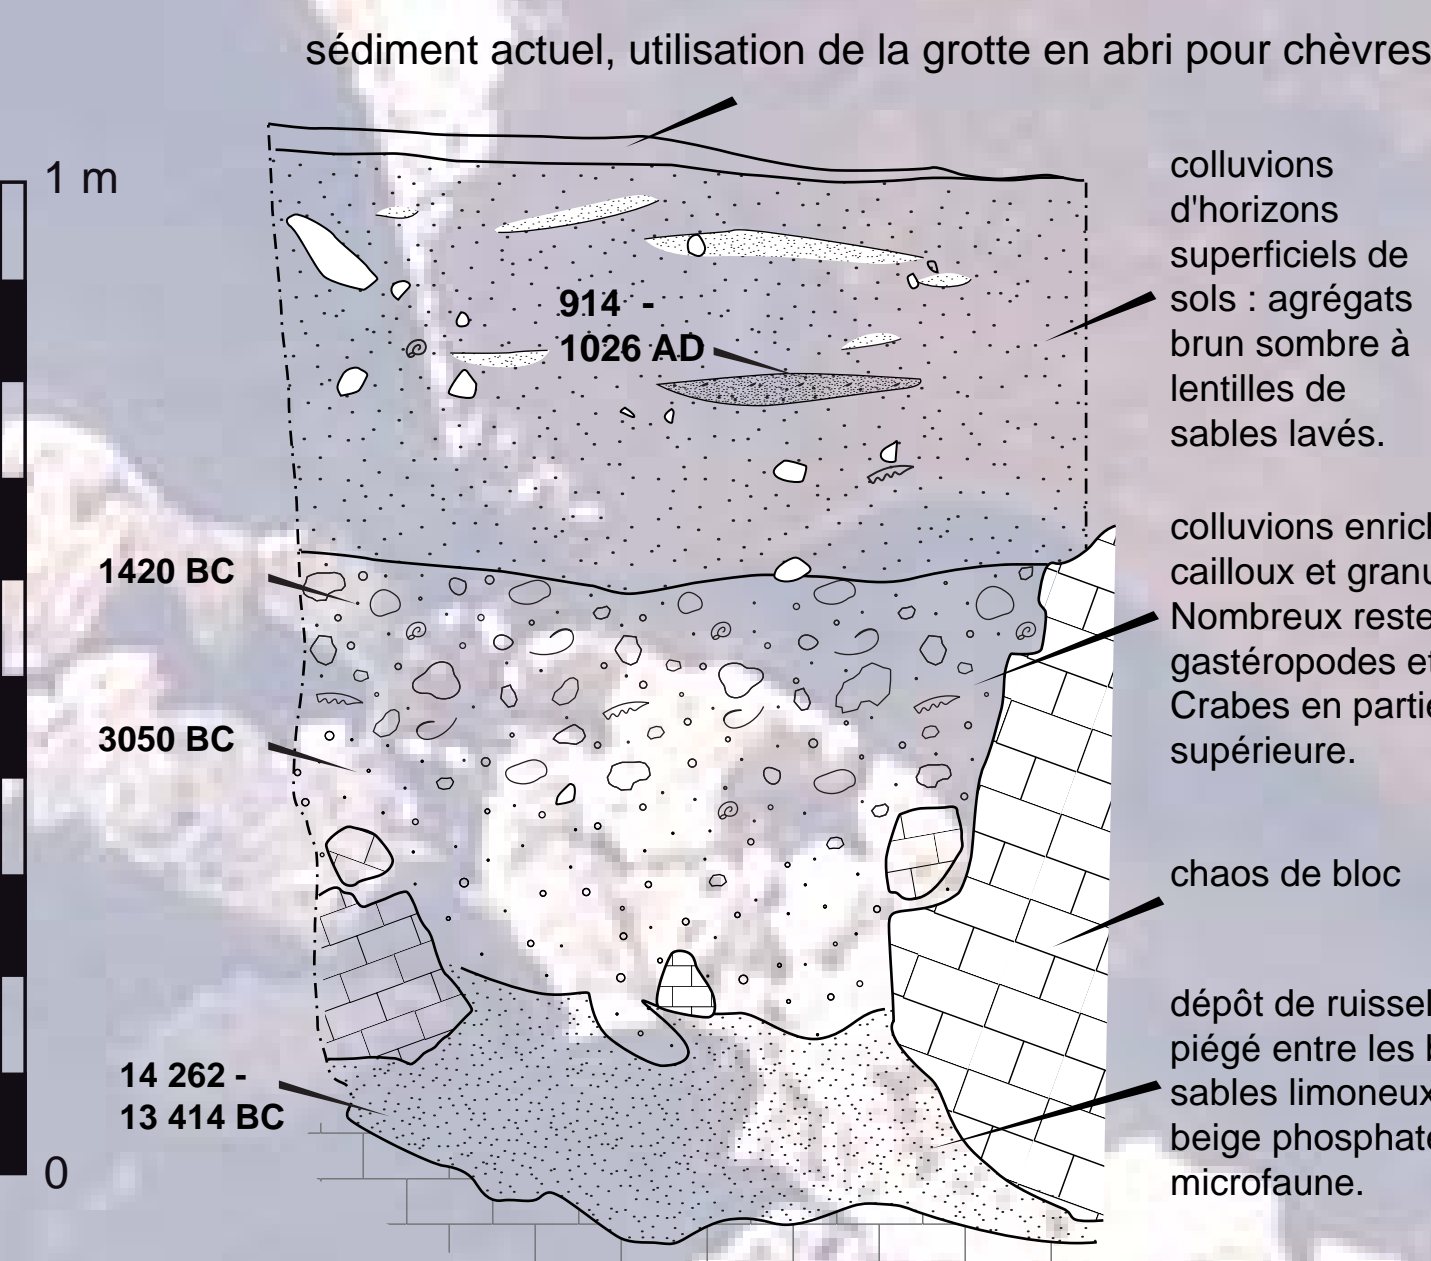 sédiment actuel, utilisation de la grotte en abri pour chèvres
1 m
colluvions
d'horizons
superficiels de
sols : agrégats
brun sombre à
lentilles de
sables lavés.
914 -
1026 AD
colluvions enrich
cailloux et granu
Nombreux reste
gastéropodes et
Crabes en partie
supérieure.
1420 BC
3050 BC
chaos de bloc
dépôt de ruissel
piégé entre les b
sables limoneux
beige phosphate
microfaune.
14 262 -
13 414 BC
0